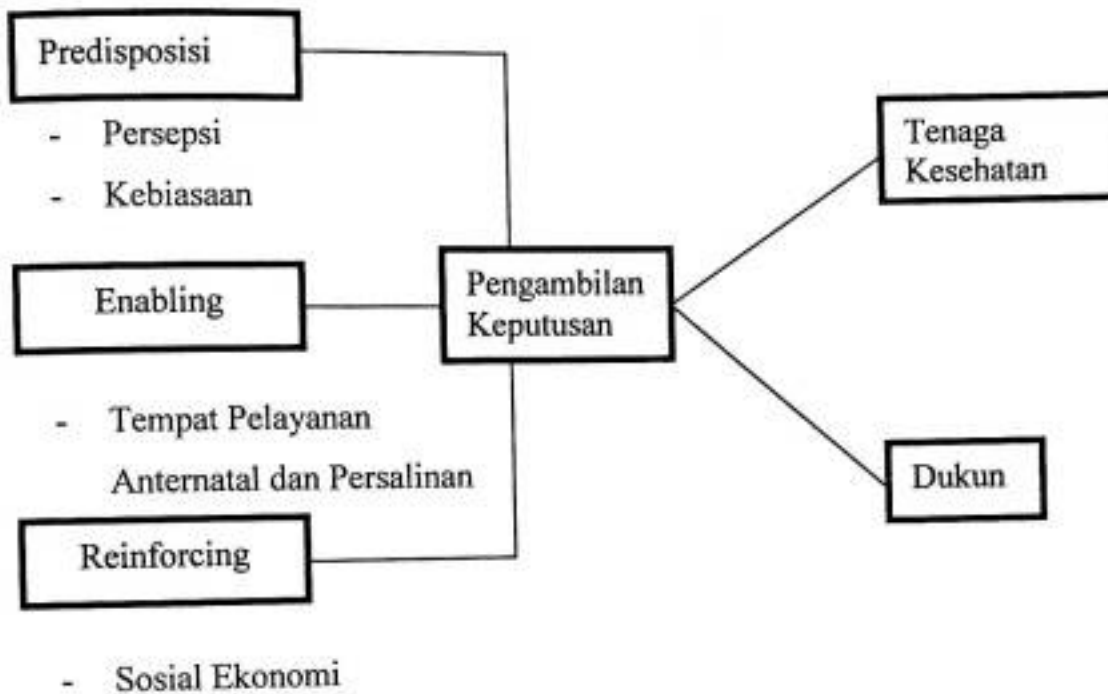 Predisposisi
- Persepsi
- Kebiasaan
Enabling
- Tempat Pelayanan
Anternatal dan Persalinan
Reinforcing
- Sosial Ekonomi
Pengambilan
Keputusan
Tenaga
Kesehatan
Dukun